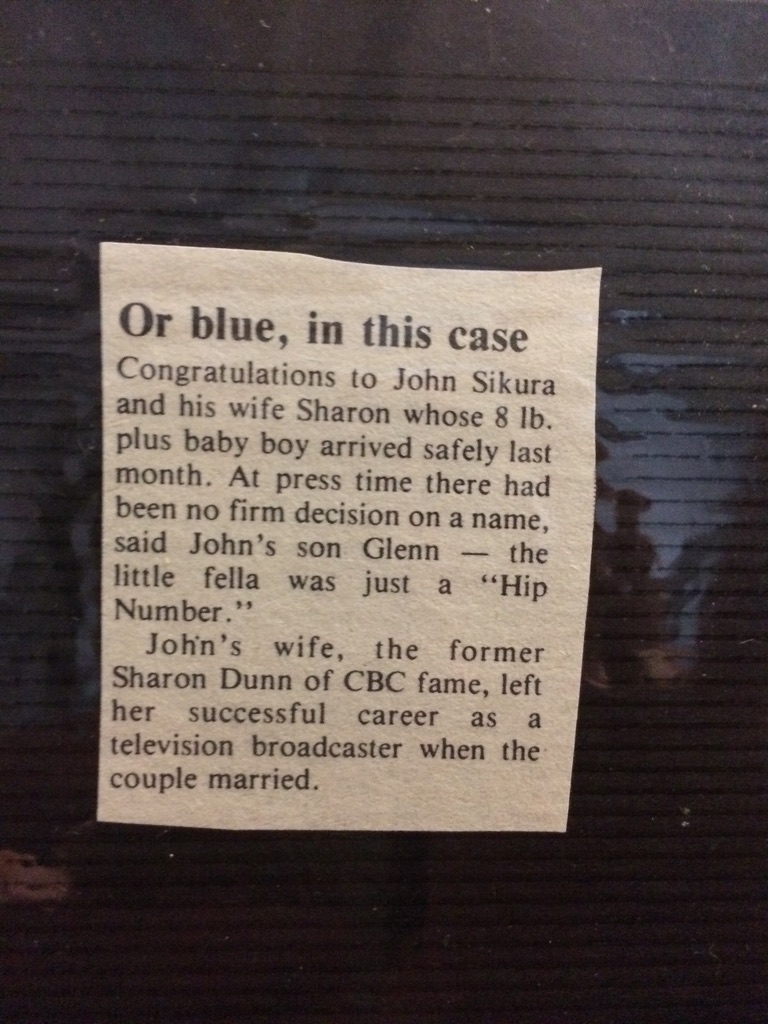 Or blue, in this case
Congratulations to John Sikura
and his wife Sharon whose 8 lb.
plus baby boy arrived safely last
month. At press time there had
been no firm decision on a name,
said John's son Glenn — the
little fella was just a “Hip
Number.”
John's wife, the former
Sharon Dunn of CBC fame, left
her successful career as a
television broadcaster when the
couple married.